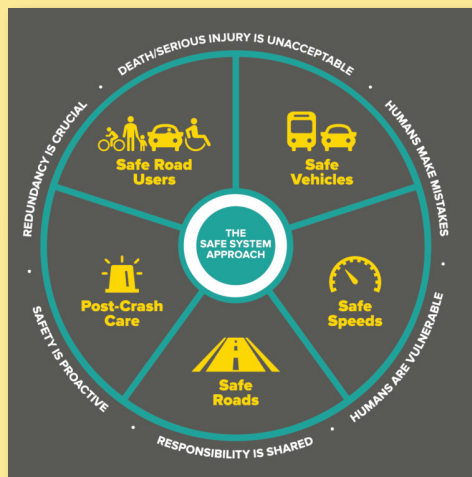 DEATH/SERIOUS INJURY IS UNACCEPTABLE
HUMANS MAKE MISTAKES
HUMANS ARE VULNERABLE
RESPONSIBILITY IS SHARED
SAFETY IS PROACTIVE
REDUNDANCY IS CRUCIAL
Safe Road
Users
Safe
Vehicles
Safe
Speeds
Safe
Roads
Post-Crash
Care
THE
SAFE SYSTEM
APPROACH